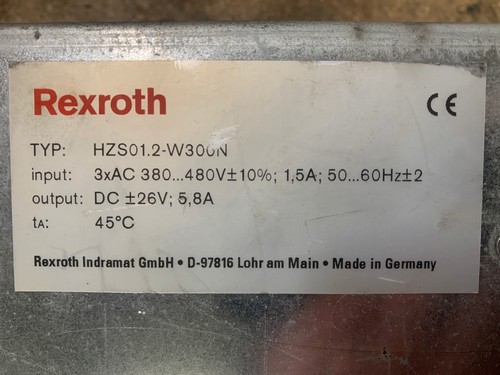 Rexroth
CE
TYP: HZS01.2-W300N
input: 3xAC 380...480V±10%; 1,5A; 50...60Hz±2
output: DC ±26V; 5,8A
tA: 45°C
Rexroth Indramat GmbH • D-97816 Lohr am Main • Made in Germany